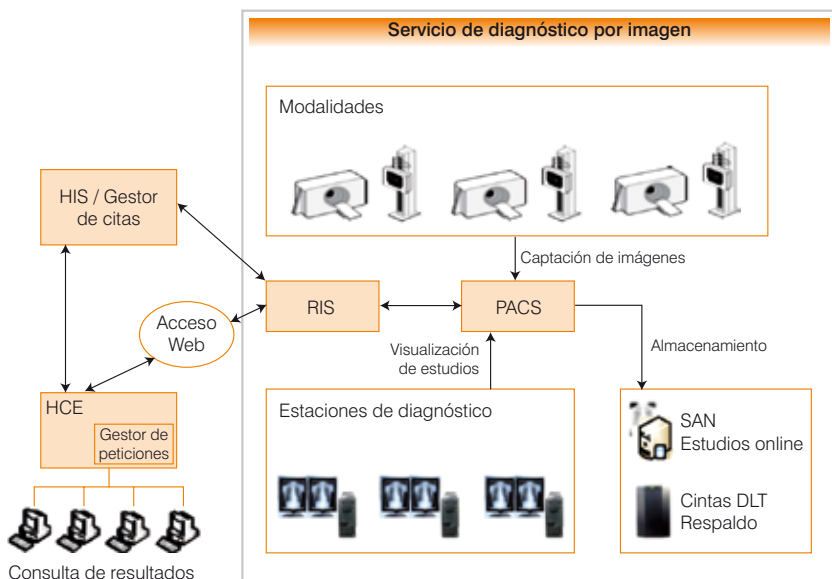 Servicio de diagnóstico por imagen
Modalidades
HIS / Gestor
de citas
Captación de imágenes
RIS
PACS
Acceso
Web
Visualización
de estudios
Almacenamiento
HCE
Gestor de
peticiones
Estaciones de diagnóstico
SAN
Estudios online
Cintas DLT
Respaldo
Consulta de resultados